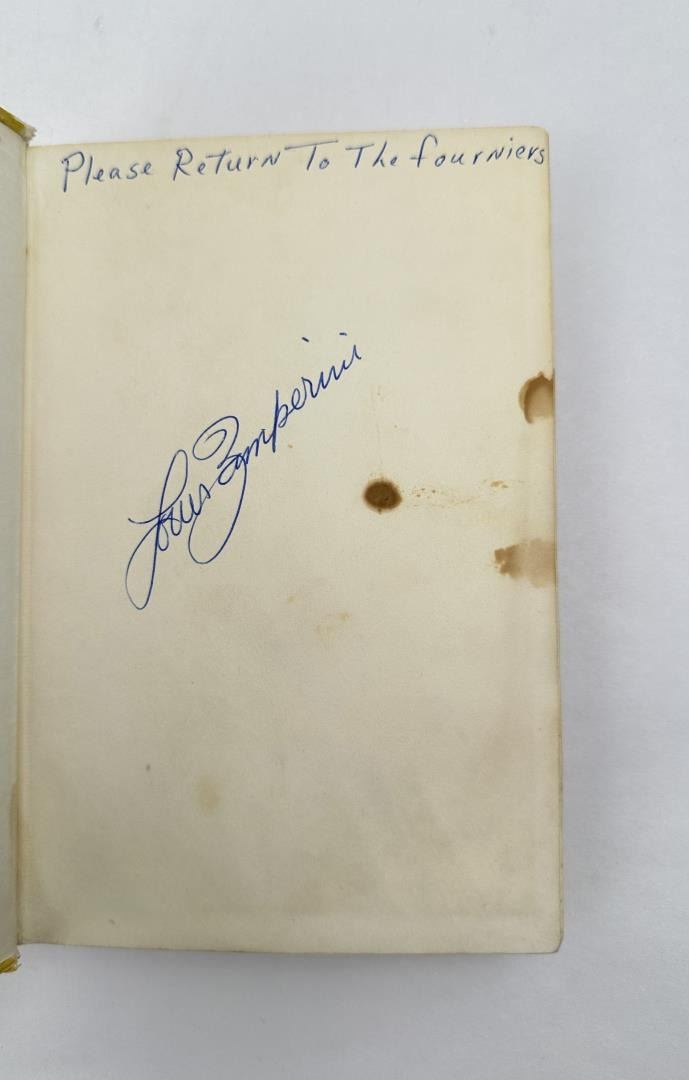 Please Return To The fourniers
Louis Zamperini